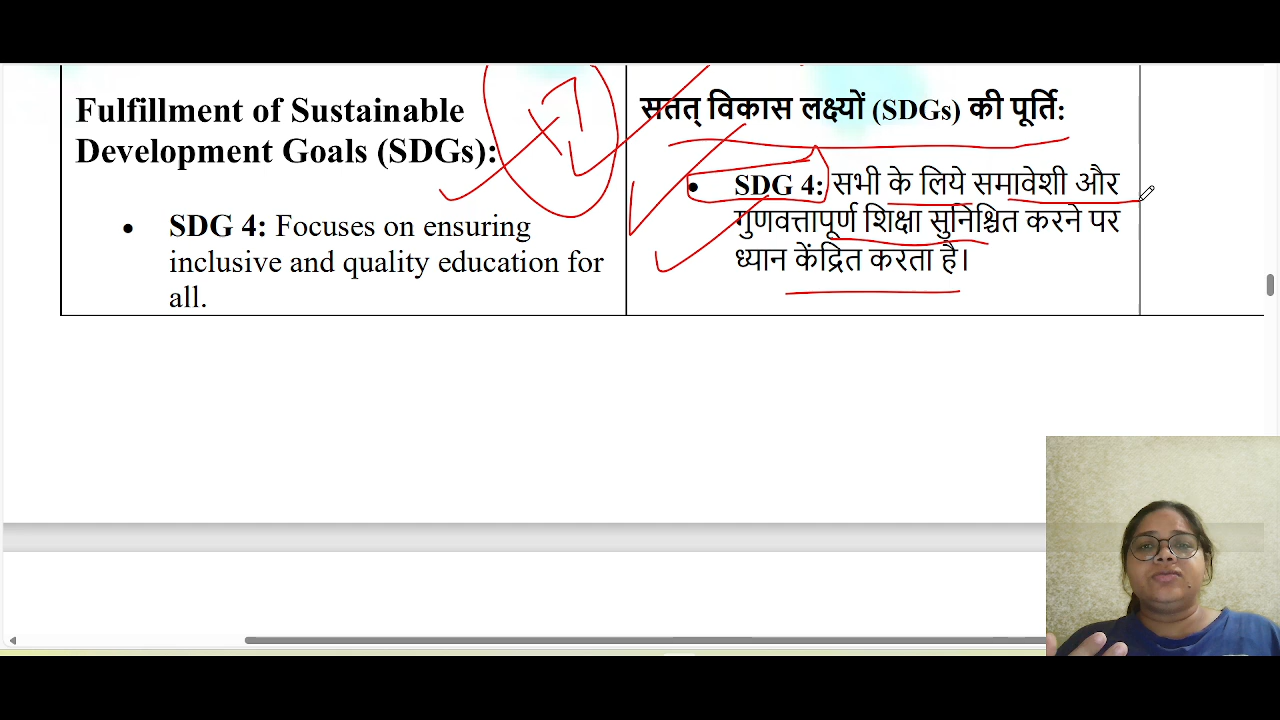 Fulfillment of Sustainable
Development Goals (SDGs):
• SDG 4: Focuses on ensuring
inclusive and quality education for
all.
सतत् विकास लक्ष्यों (SDGs) की पूर्ति:
• SDG 4: सभी के लिये समावेशी और
गुणवत्तापूर्ण शिक्षा सुनिश्चित करने पर
ध्यान केंद्रित करता है।